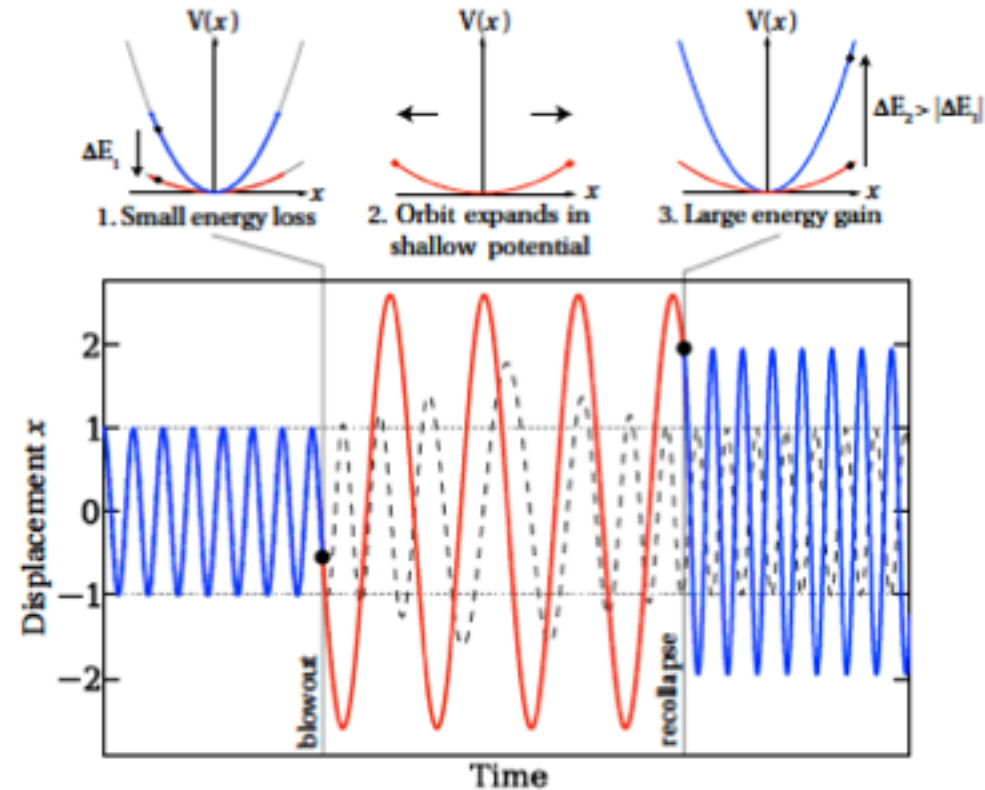 V(x)
V(x)
V(x)
ΔE₁
ΔE₂> |ΔE₁|
x
x
x
1. Small energy loss
2. Orbit expands in
shallow potential
3. Large energy gain
2
1
0
−1
−2
Displacement x
blowout
recollapse
Time